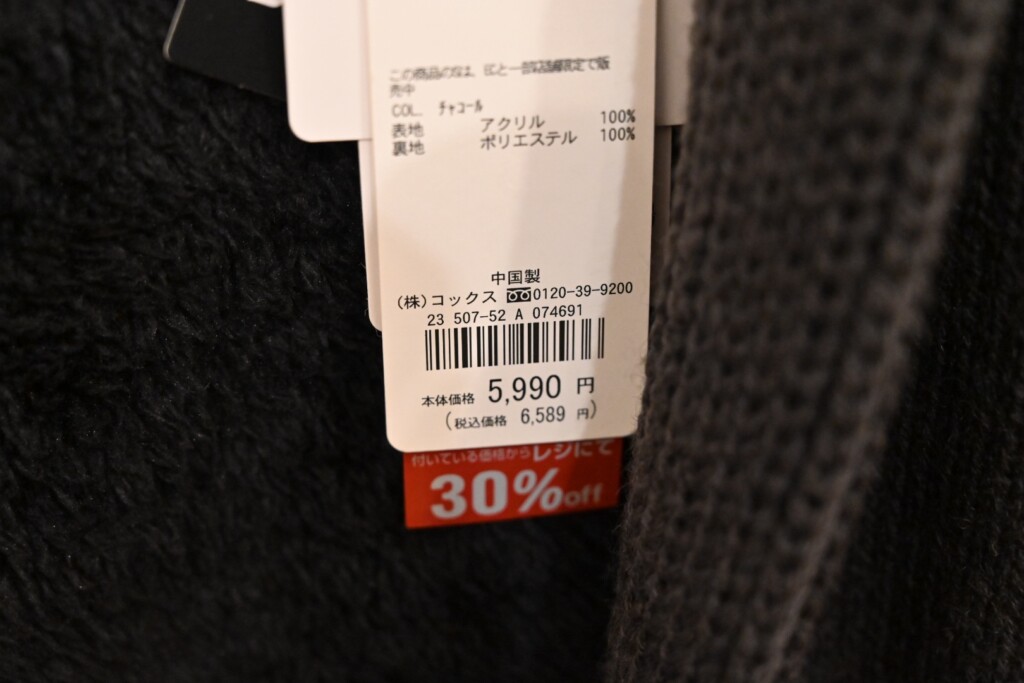 この商品の色は、ECと一部店舗限定で販
売中
COL. チャコール
表地 アクリル 100%
裏地 ポリエステル 100%
中国製
(株)コックス 0120-39-9200
23 507-52 A 074691
本体価格 5,990 円
(税込価格 6,589 円)
付いている価格からレジにて
30%off